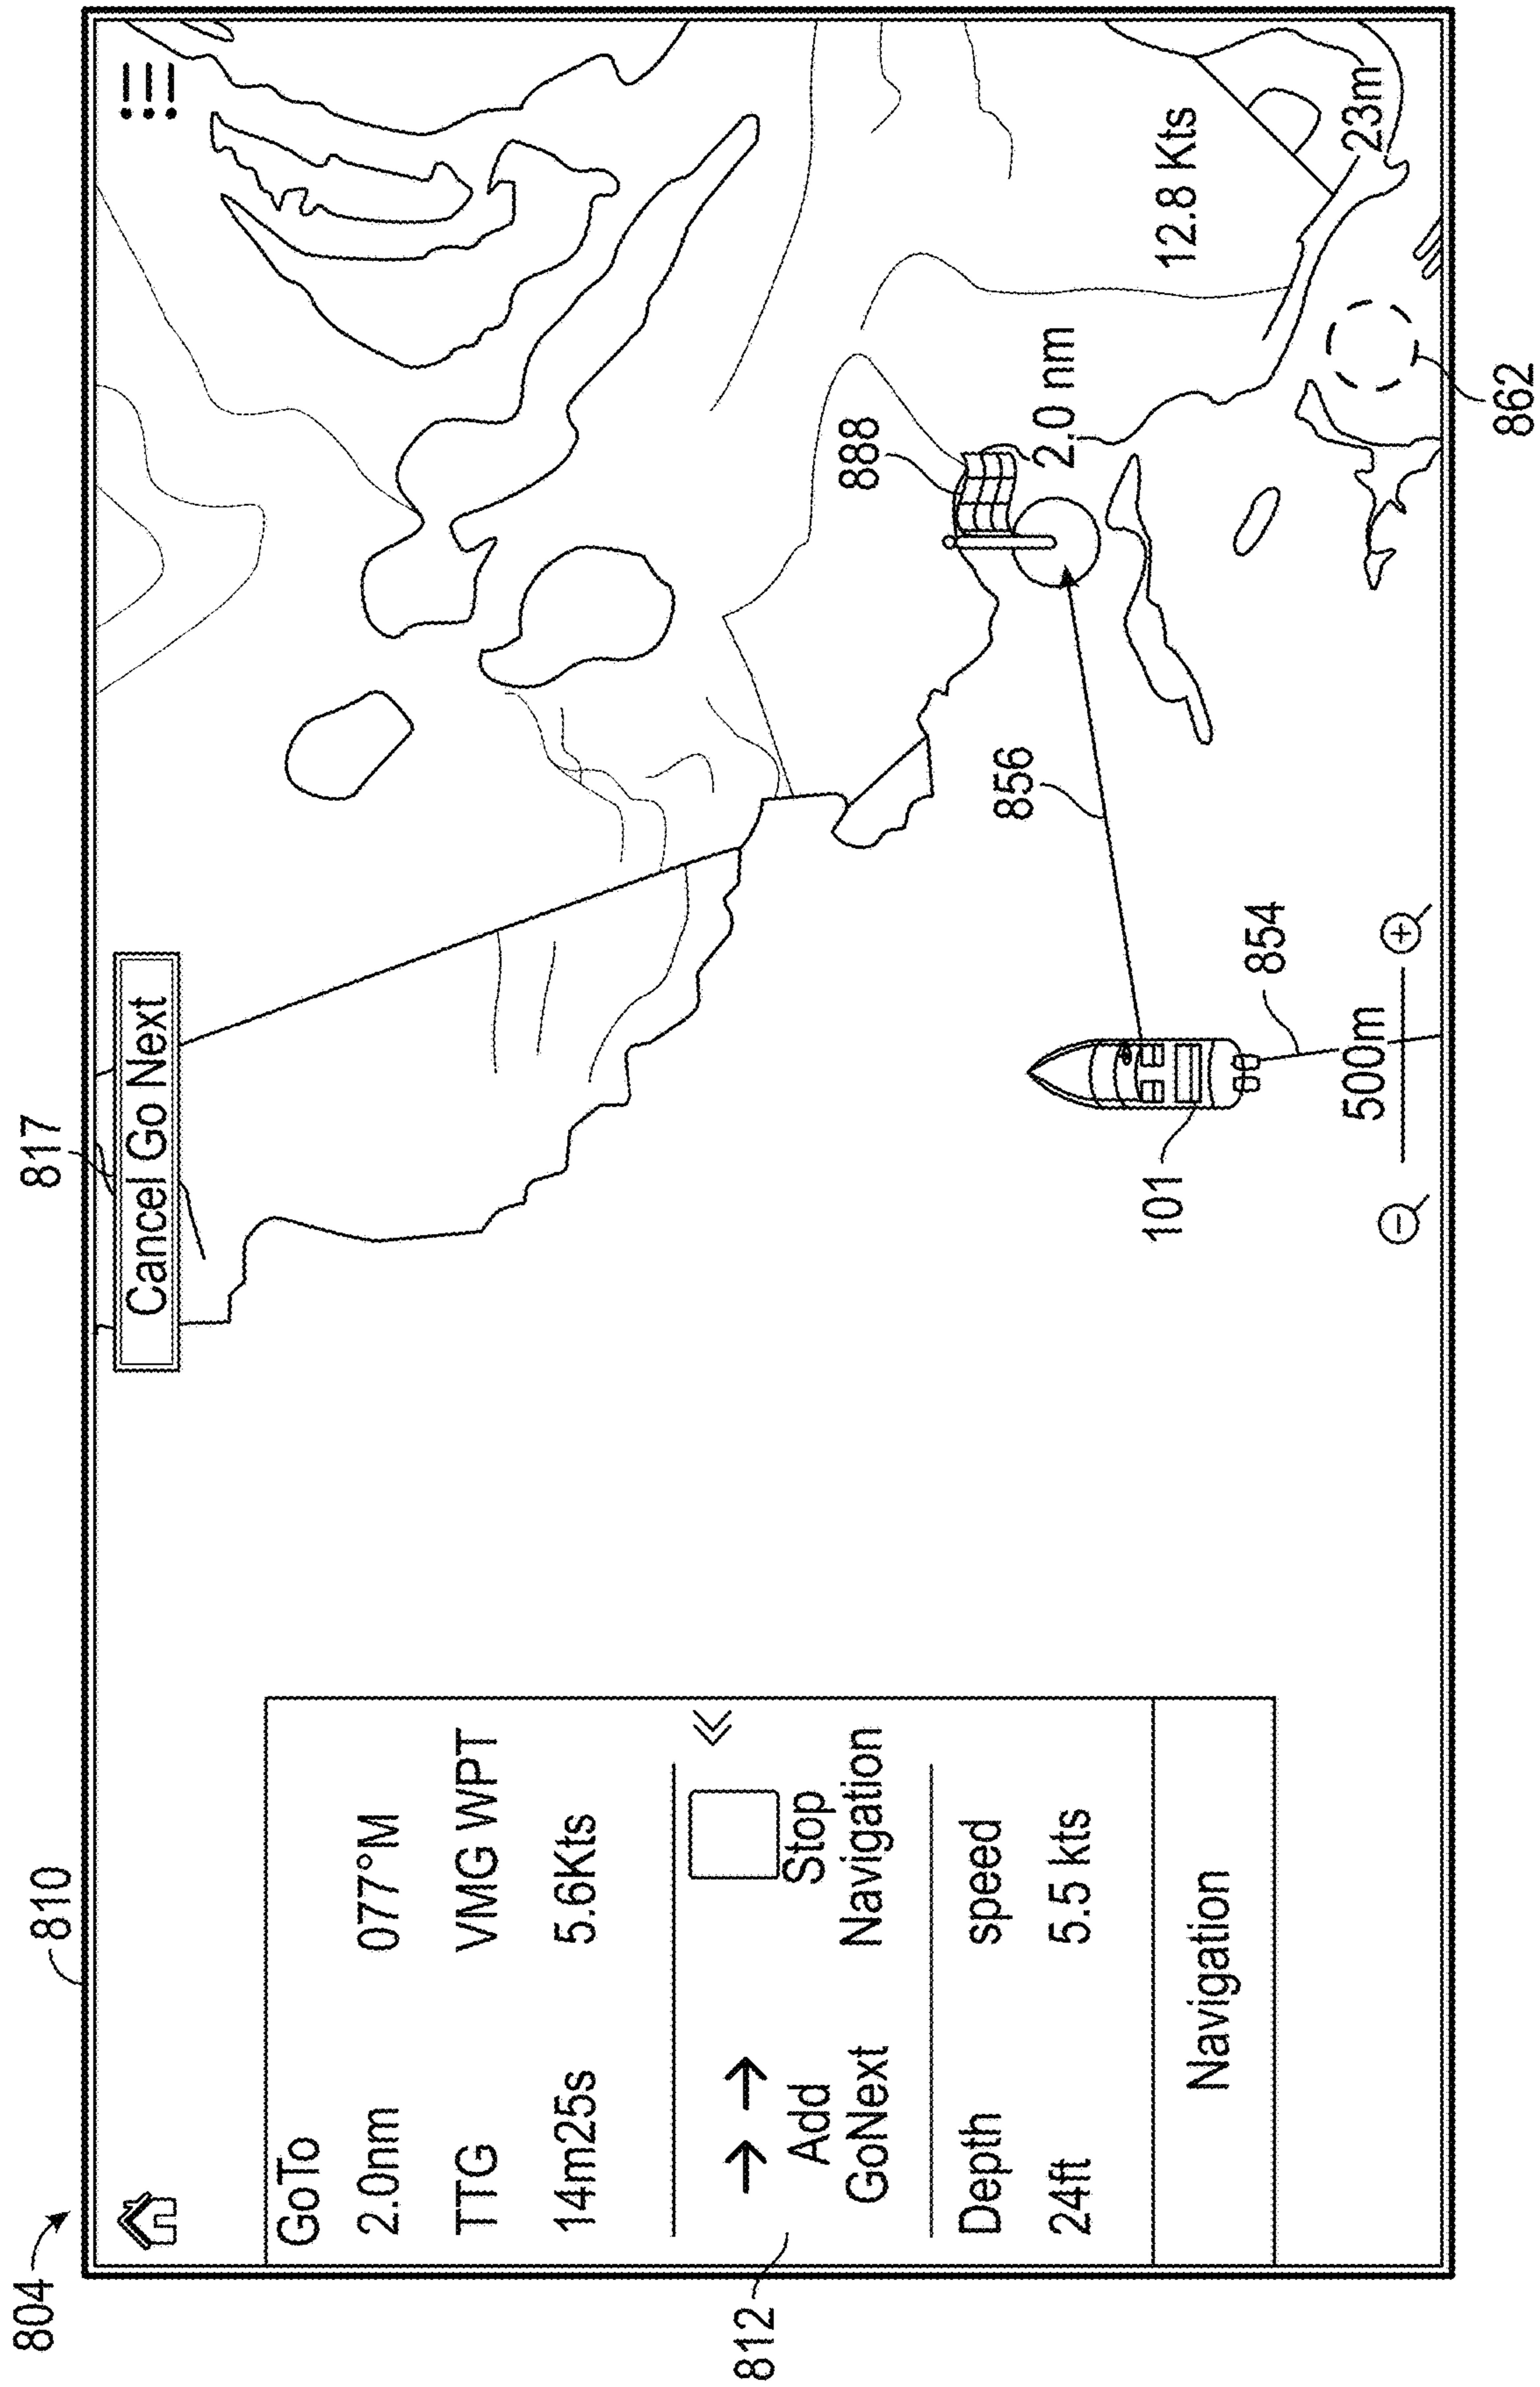 804
810
817
Cancel Go Next
GoTo
2.0nm
077°M
TTG
VMG WPT
14m25s
5.6Kts
Add
GoNext
Stop
Navigation
812
Depth
speed
24ft
5.5 kts
Navigation
888
856
2.0 nm
12.8 Kts
101
854
500m
23m
862